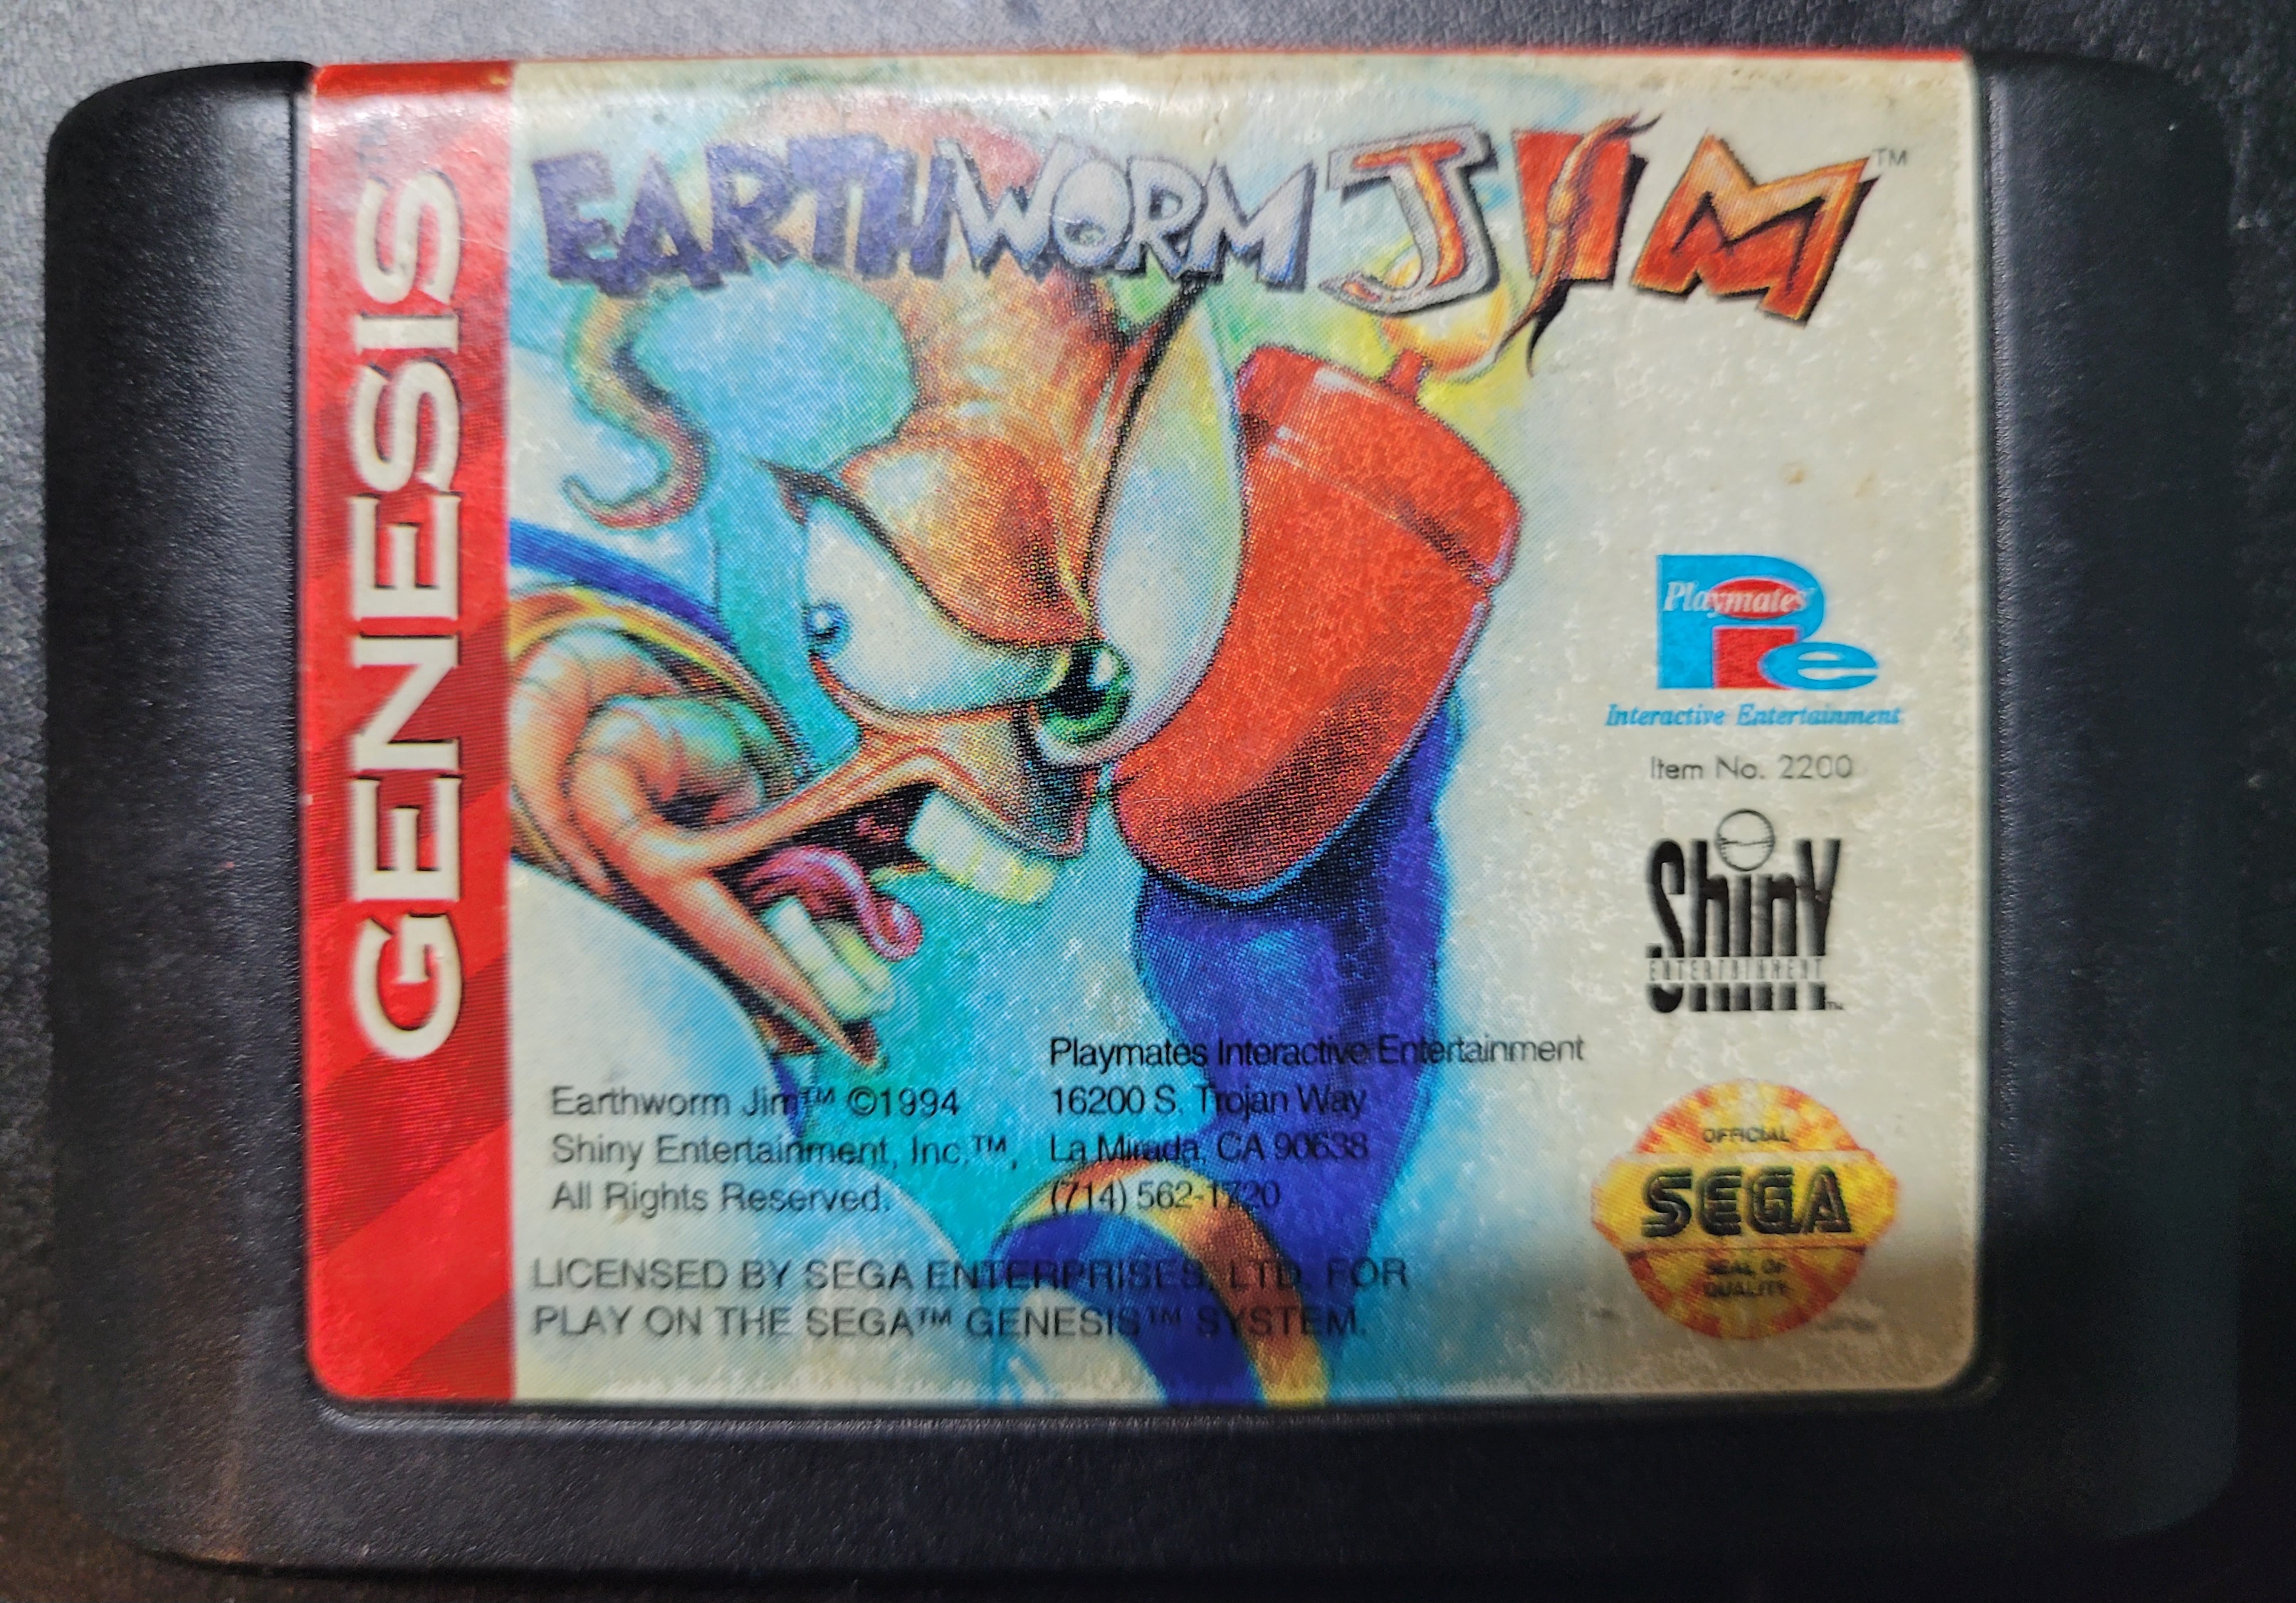 GENESIS
EARTHWORM JIM™
Playmates
Interactive Entertainment
Item No. 2200
Shiny
ENTERTAINMENT
Playmates Interactive Entertainment
16200 S. Trojan Way
La Mirada, CA 90638
(714) 562-1720
Earthworm Jim™ ©1994
Shiny Entertainment, Inc.™,
All Rights Reserved.
LICENSED BY SEGA ENTERPRISES, LTD. FOR
PLAY ON THE SEGA™ GENESIS™ SYSTEM.
OFFICIAL
SEGA
SEAL OF
QUALITY